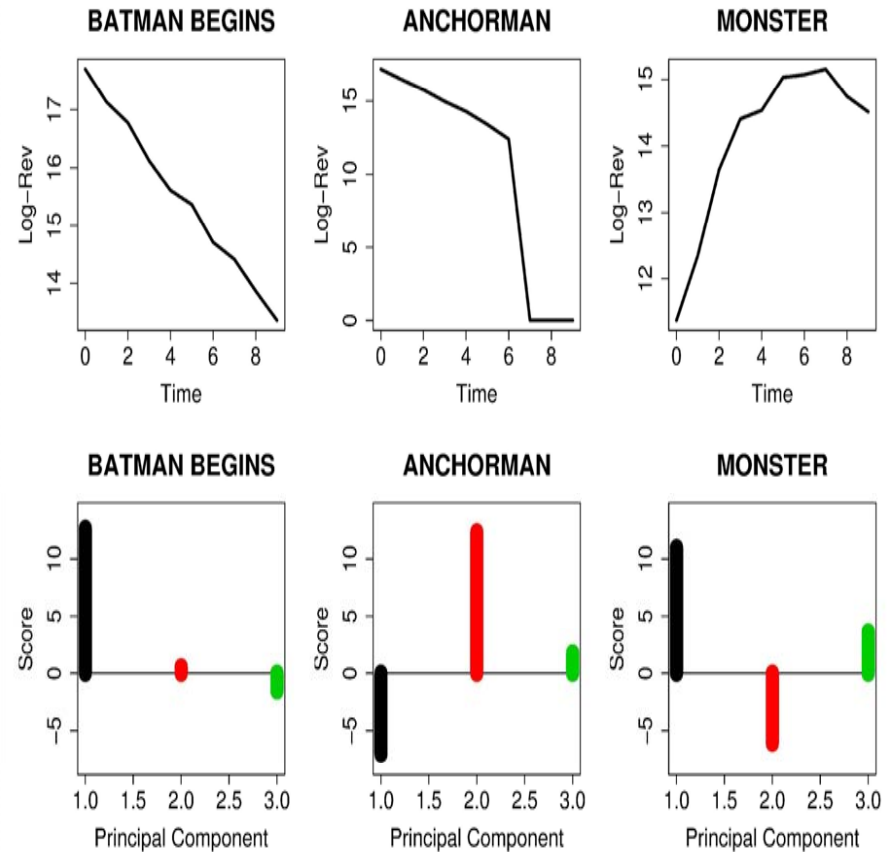 BATMAN BEGINS
Log-Rev
17
16
15
14
0 2 4 6 8
Time
ANCHORMAN
Log-Rev
15
10
5
0
0 2 4 6 8
Time
MONSTER
Log-Rev
15
14
13
12
0 2 4 6 8
Time
BATMAN BEGINS
Score
10
5
0
-5
1.0 1.5 2.0 2.5 3.0
Principal Component
ANCHORMAN
Score
10
5
0
-5
1.0 1.5 2.0 2.5 3.0
Principal Component
MONSTER
Score
10
5
0
-5
1.0 1.5 2.0 2.5 3.0
Principal Component